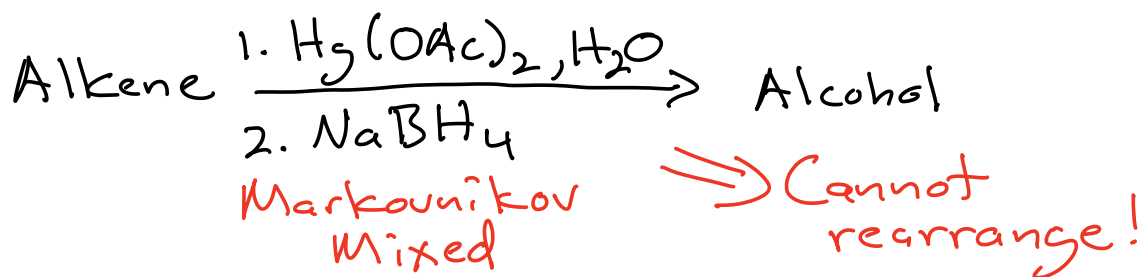 1. Hg(OAc)₂, H₂O
Alkene ⟶ Alcohol
2. NaBH₄
Markovnikov
Mixed
⟹ Cannot
rearrange!